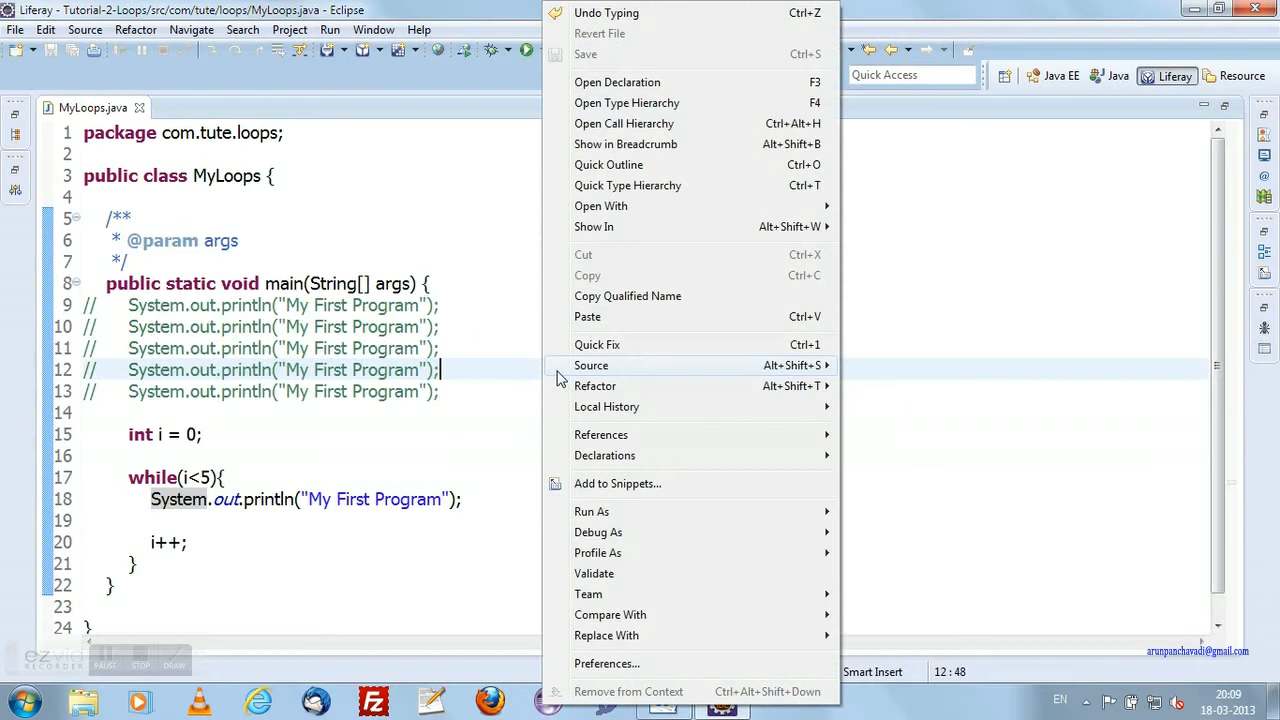 Liferay - Tutorial-2-Loops/src/com/tute/loops/MyLoops.java - Eclipse
File Edit Source Refactor Navigate Search Project Run Window Help
Quick Access
Java EE Java Liferay Resource
MyLoops.java
1 package com.tute.loops;
2
3 public class MyLoops {
4
5 /**
6 * @param args
7 */
8 public static void main(String[] args) {
9 // System.out.println("My First Program");
10 // System.out.println("My First Program");
11 // System.out.println("My First Program");
12 // System.out.println("My First Program");
13 // System.out.println("My First Program");
14
15 int i = 0;
16
17 while(i<5){
18 System.out.println("My First Program");
19
20 i++;
21 }
22 }
23
24 }
Undo Typing Ctrl+Z
Revert File
Save Ctrl+S
Open Declaration F3
Open Type Hierarchy F4
Open Call Hierarchy Ctrl+Alt+H
Show in Breadcrumb Alt+Shift+B
Quick Outline Ctrl+O
Quick Type Hierarchy Ctrl+T
Open With
Show In Alt+Shift+W
Cut Ctrl+X
Copy Ctrl+C
Copy Qualified Name
Paste Ctrl+V
Quick Fix Ctrl+1
Source Alt+Shift+S
Refactor Alt+Shift+T
Local History
References
Declarations
Add to Snippets...
Run As
Debug As
Profile As
Validate
Team
Compare With
Replace With
Preferences...
Remove from Context Ctrl+Alt+Shift+Down
ezvid
RECORDER
PAUSE STOP DRAW
arunpanchavadi@gmail.com
Smart Insert 12 : 48
EN
20:09
18-03-2013